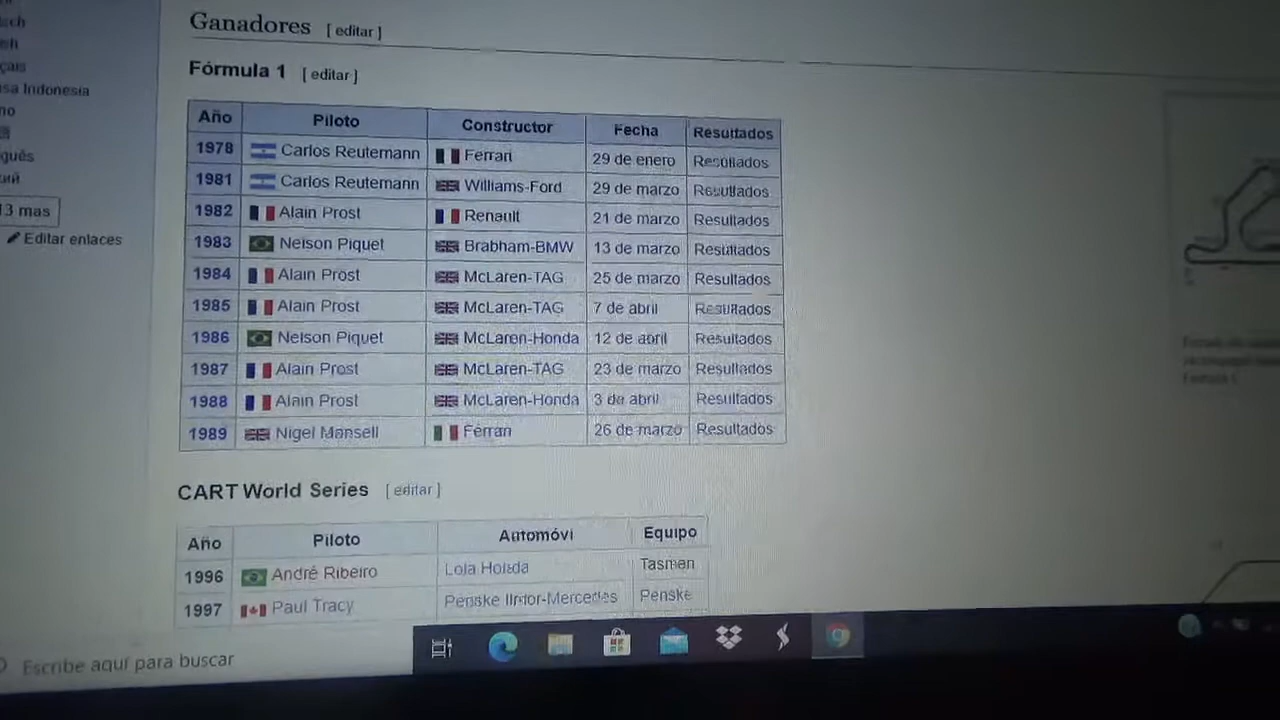 Ganadores [ editar ]
Fórmula 1 [ editar ]
Año Piloto Constructor Fecha Resultados
1978 Carlos Reutemann Ferrari 29 de enero Resultados
1981 Carlos Reutemann Williams-Ford 29 de marzo Resultados
1982 Alain Prost Renault 21 de marzo Resultados
1983 Nelson Piquet Brabham-BMW 13 de marzo Resultados
1984 Alain Prost McLaren-TAG 25 de marzo Resultados
1985 Alain Prost McLaren-TAG 7 de abril Resultados
1986 Nelson Piquet McLaren-Honda 12 de abril Resultados
1987 Alain Prost McLaren-TAG 23 de marzo Resultados
1988 Alain Prost McLaren-Honda 3 de abril Resultados
1989 Nigel Mansell Ferrari 26 de marzo Resultados
CART World Series [ editar ]
Año Piloto Automóvi Equipo
1996 André Ribeiro Lola Honda Tasman
1997 Paul Tracy Penske Ilmor-Mercedes Penske
sa Indonesia
13 mas
Editar enlaces
Escribe aquí para buscar